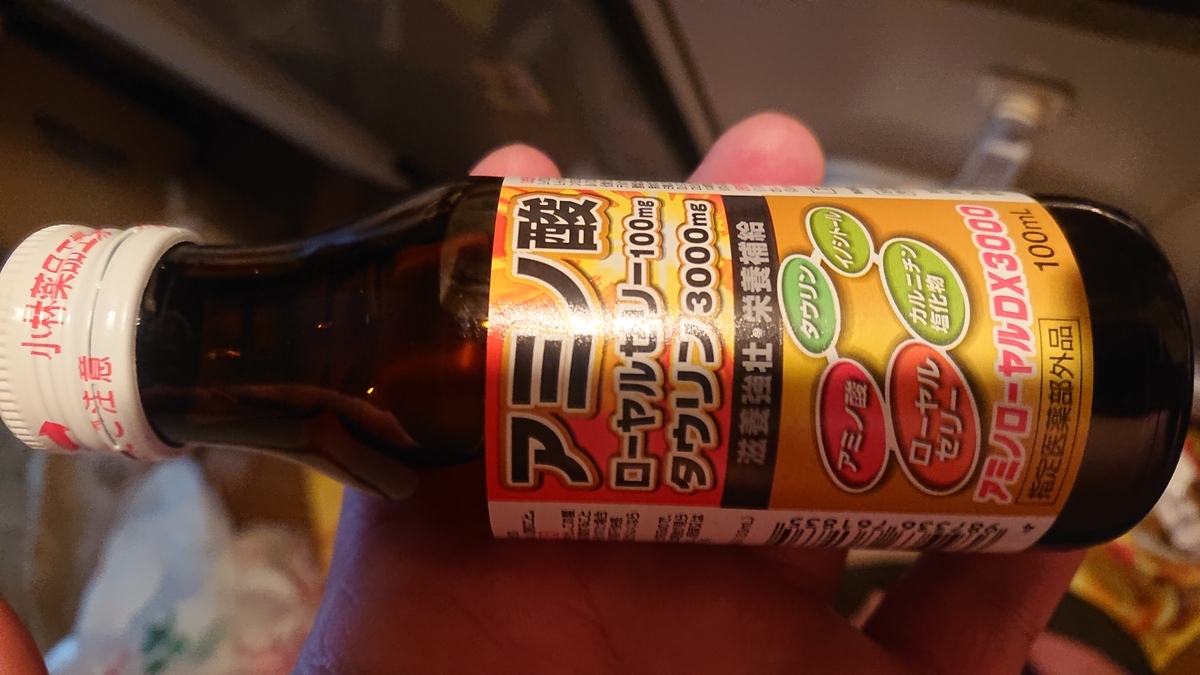 アミノ酸
ローヤルゼリー100mg
タウリン3000mg
滋養強壮・栄養補給
イノシトール
タウリン
カルニチン
塩化物
アミノ酸
ローヤル
ゼリー
アミノローヤルDX3000
100mL
指定医薬部外品
小林薬品工
ご注意